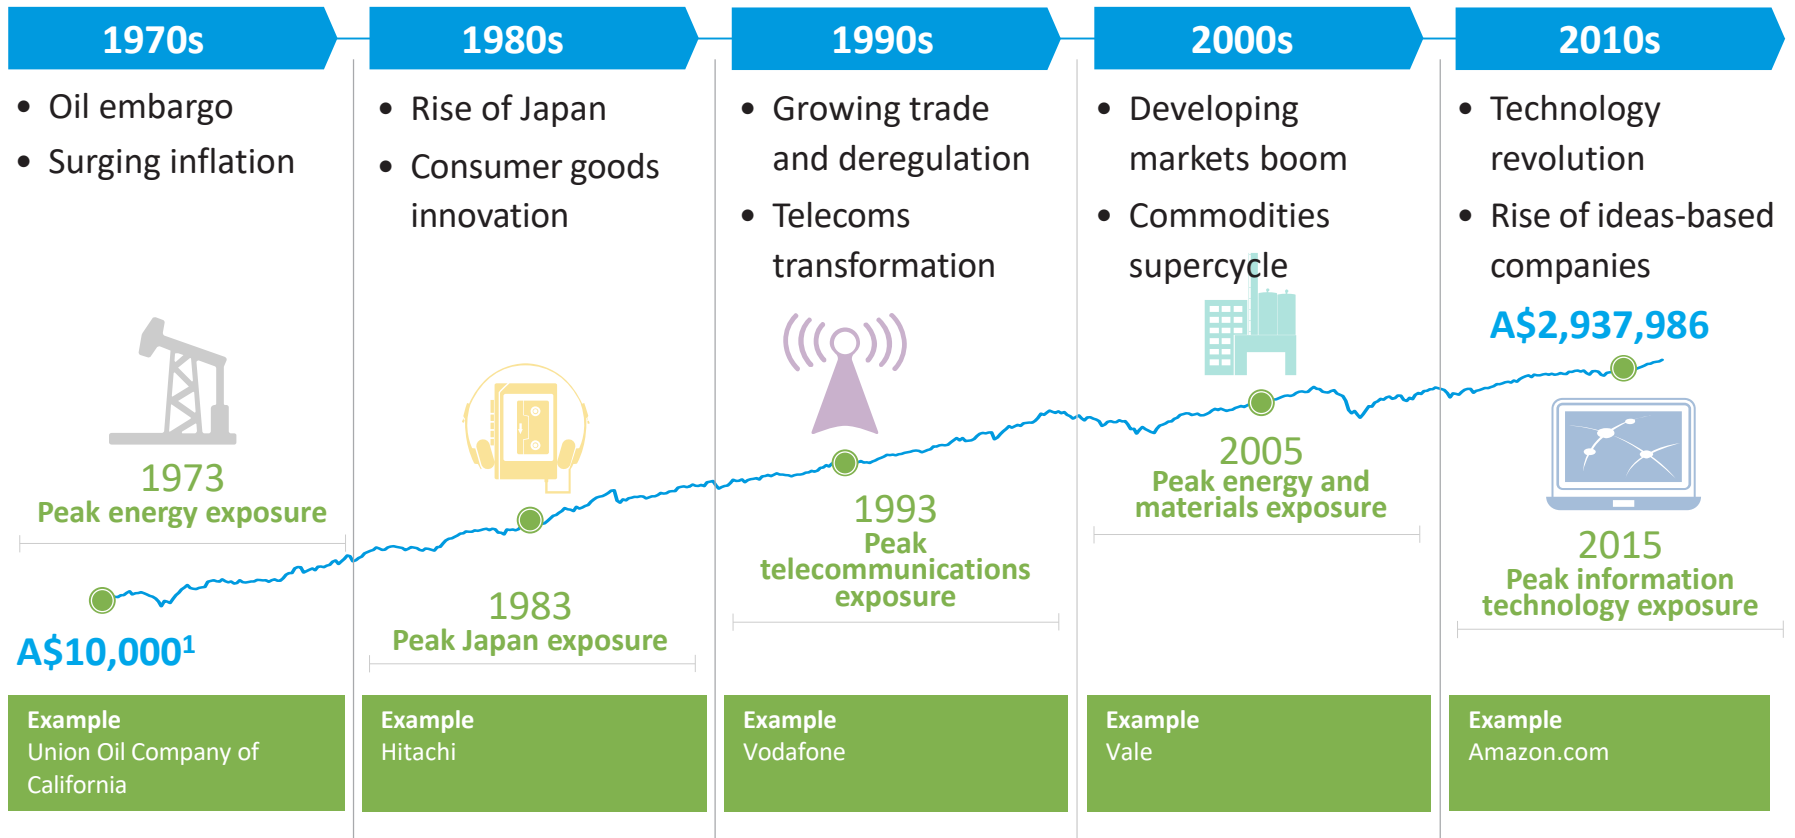 1970s
• Oil embargo
• Surging inflation
1973
Peak energy exposure
A$10,000¹
Example
Union Oil Company of
California
1980s
• Rise of Japan
• Consumer goods
innovation
1983
Peak Japan exposure
Example
Hitachi
1990s
• Growing trade
and deregulation
• Telecoms
transformation
1993
Peak
telecommunications
exposure
Example
Vodafone
2000s
• Developing
markets boom
• Commodities
supercycle
2005
Peak energy and
materials exposure
Example
Vale
2010s
• Technology
revolution
• Rise of ideas-based
companies
A$2,937,986
2015
Peak information
technology exposure
Example
Amazon.com